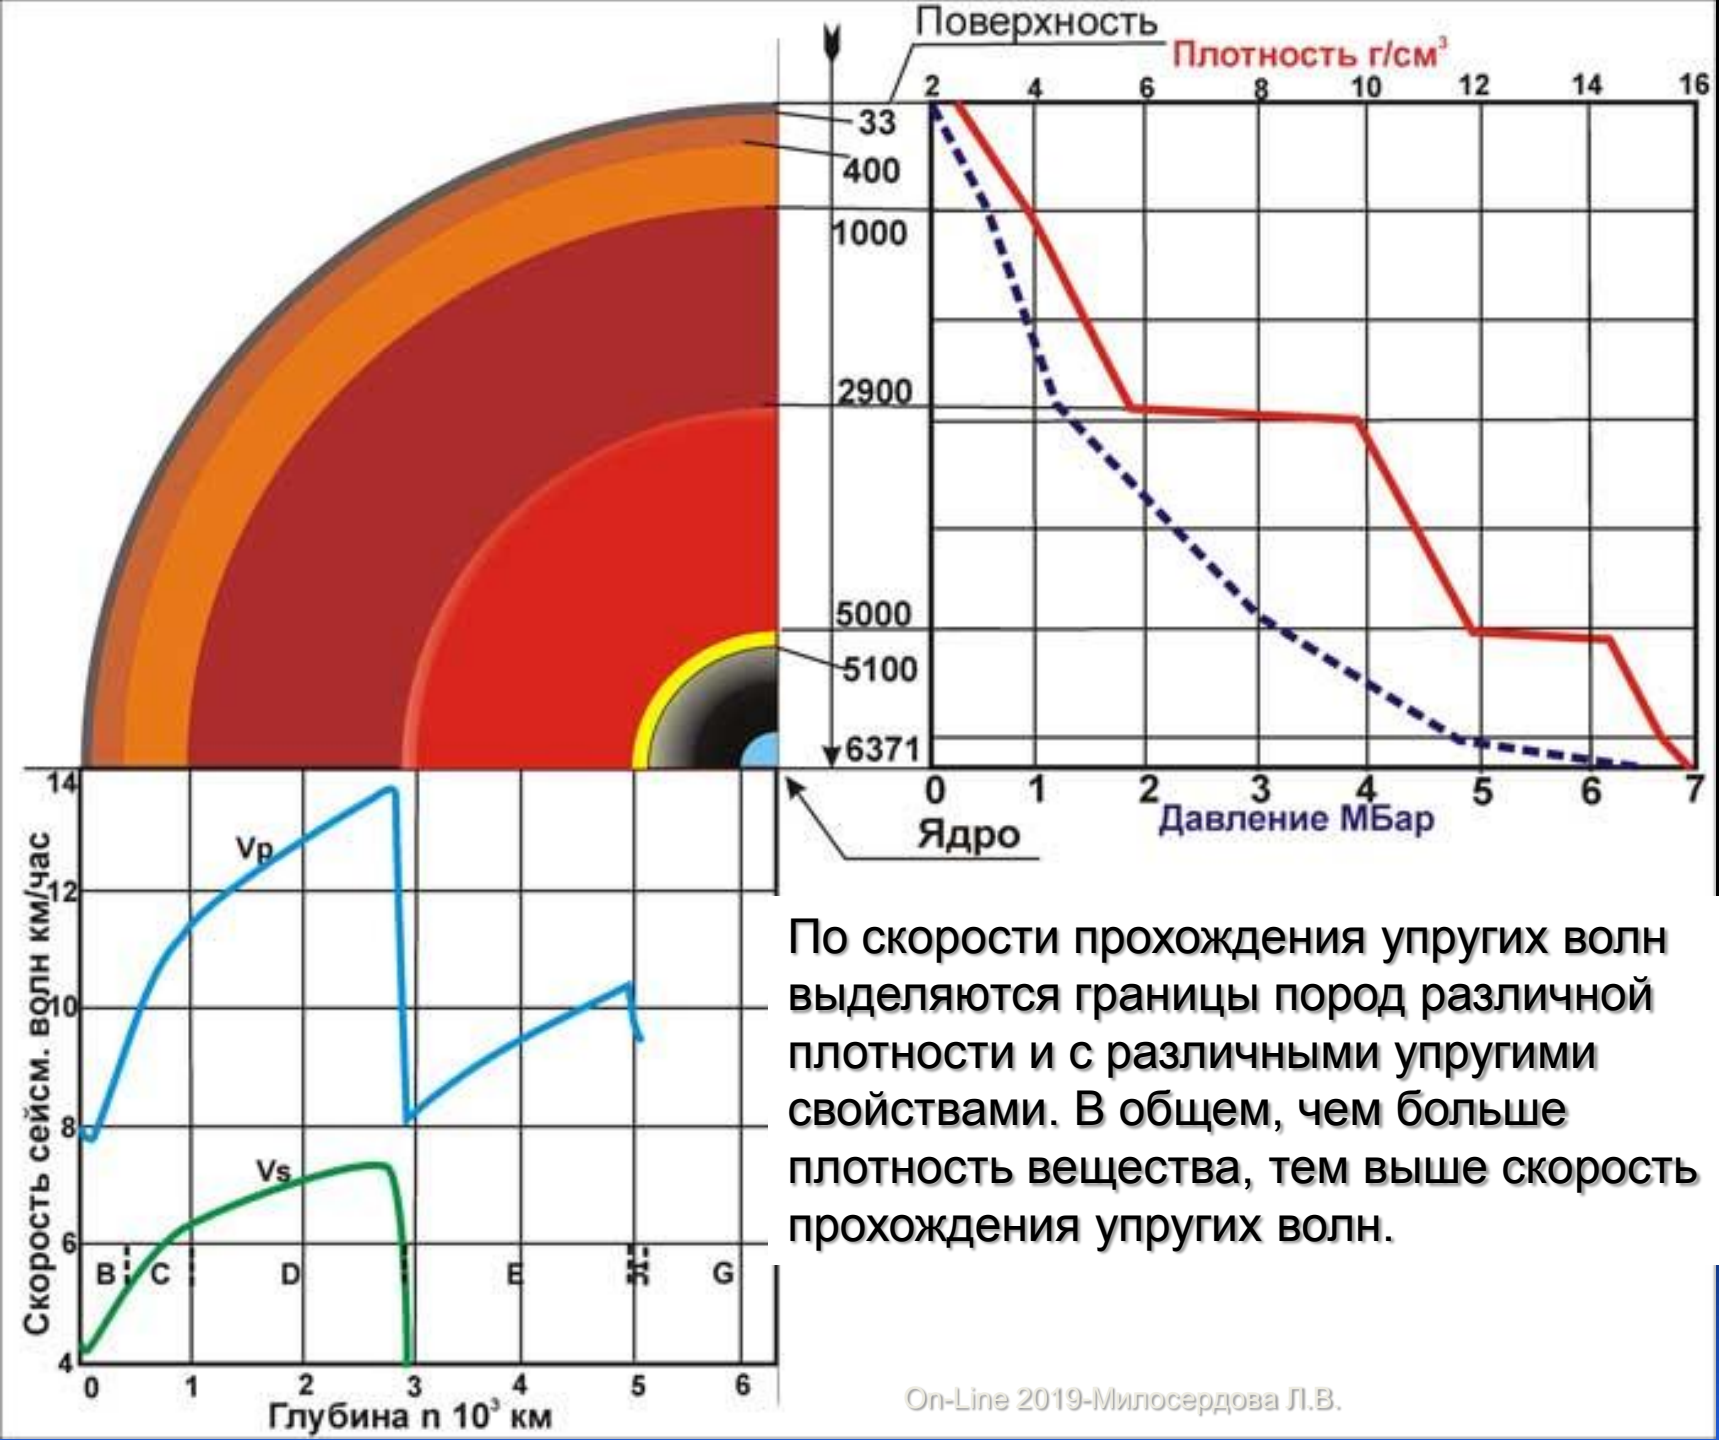 Поверхность
Плотность г/см³
2 4 6 8 10 12 14 16
33
400
1000
2900
5000
5100
6371
0 1 2 3 4 5 6 7
Давление МБар
Ядро
Скорость сейсм. волн км/час
14
12
10
8
6
4
Vp
Vs
B C D E G
0 1 2 3 4 5 6
Глубина n 10³ км
По скорости прохождения упругих волн
выделяются границы пород различной
плотности и с различными упругими
свойствами. В общем, чем больше
плотность вещества, тем выше скорость
прохождения упругих волн.
On-Line 2019-Милосердова Л.В.